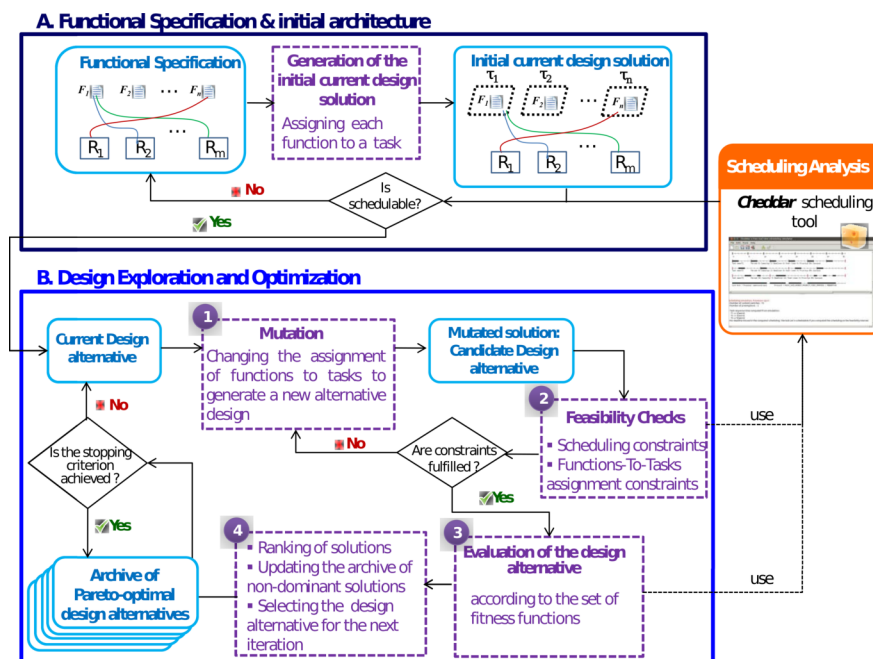 A. Functional Specification & initial architecture
Functional Specification
F1 F2 ... Fn
...
R1 R2 Rm
Generation of the
initial current design
solution
Assigning each
function to a task
Initial current design solution
τ1 τ2 τn
F1 F2 ... Fn
...
R1 R2 Rm
Is
schedulable?
No
Yes
Scheduling Analysis
Cheddar scheduling
tool
B. Design Exploration and Optimization
Current Design
alternative
1
Mutation
Changing the assignment
of functions to tasks to
generate a new alternative
design
Mutated solution:
Candidate Design
alternative
2
Feasibility Checks
▪ Scheduling constraints
▪ Functions-To-Tasks
assignment constraints
use
Are constraints
fulfilled ?
No
Yes
3
Evaluation of the design
alternative
according to the set of
fitness functions
use
4
▪ Ranking of solutions
▪ Updating the archive of
non-dominant solutions
▪ Selecting the design
alternative for the next
iteration
Is the stopping
criterion
achieved ?
No
Yes
Archive of
Pareto-optimal
design alternatives